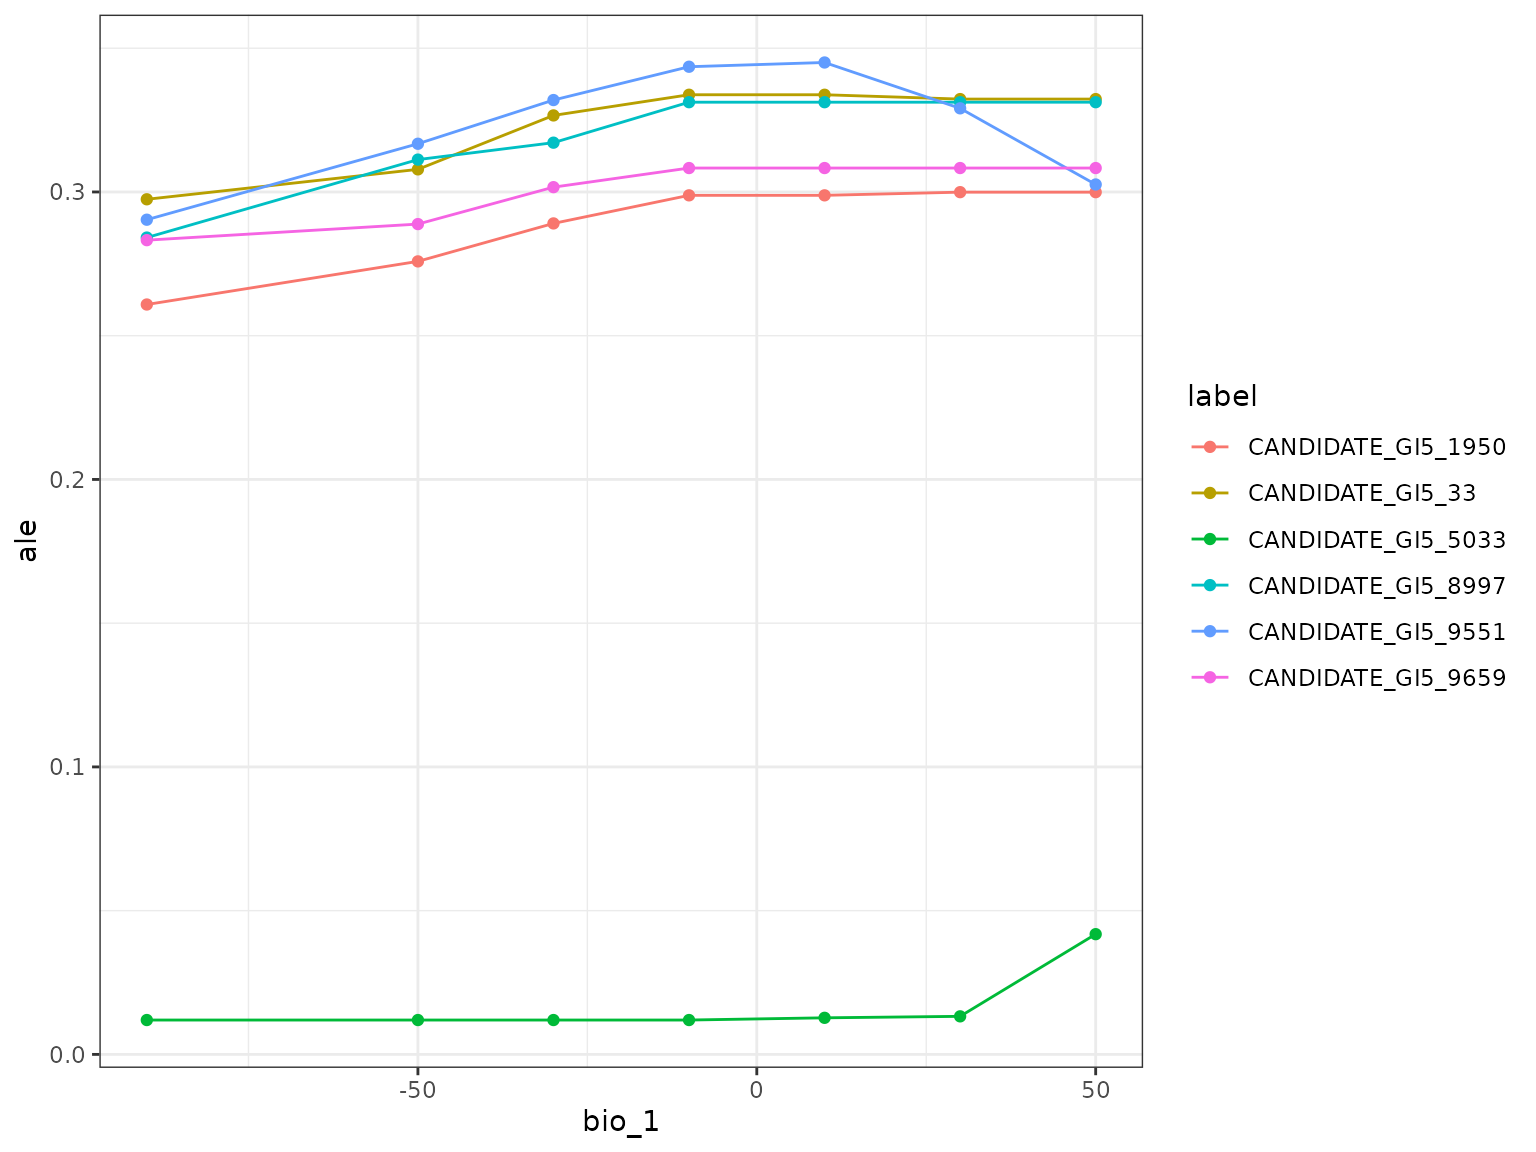 0.3
0.2
0.1
0.0
ale
-50
0
50
bio_1
label
CANDIDATE_GI5_1950
CANDIDATE_GI5_33
CANDIDATE_GI5_5033
CANDIDATE_GI5_8997
CANDIDATE_GI5_9551
CANDIDATE_GI5_9659